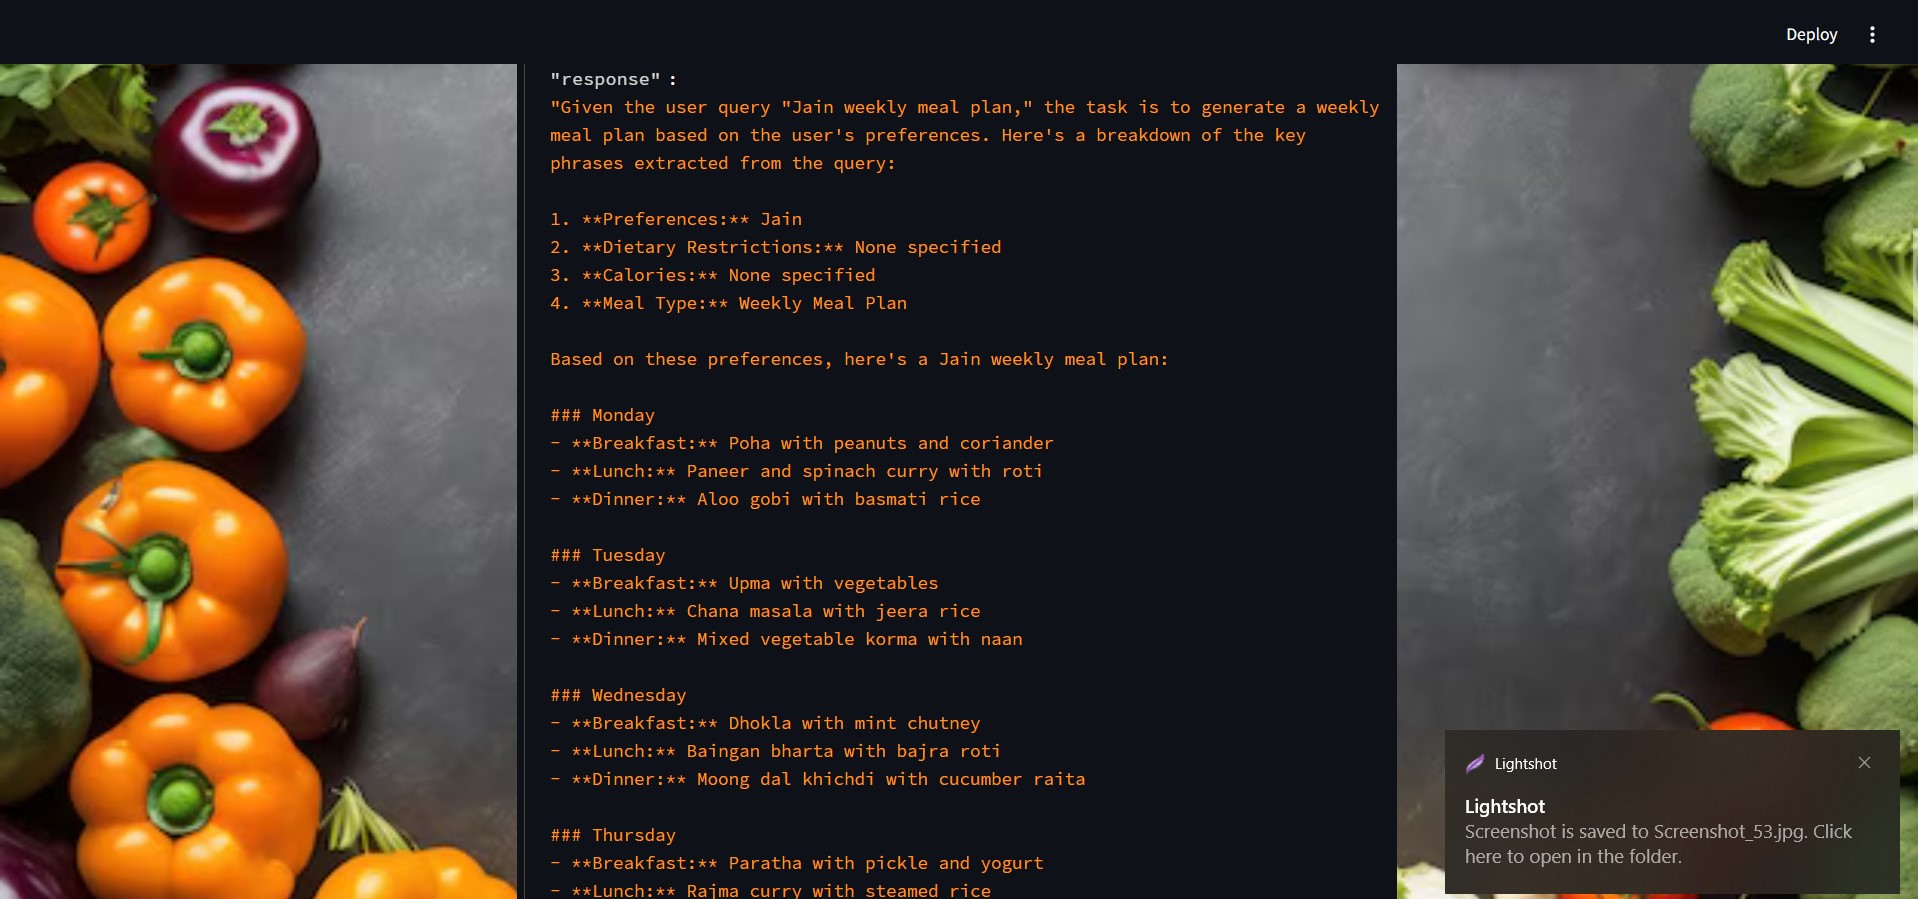 Deploy
"response" :
"Given the user query "Jain weekly meal plan," the task is to generate a weekly
meal plan based on the user's preferences. Here's a breakdown of the key
phrases extracted from the query:
1. **Preferences:** Jain
2. **Dietary Restrictions:** None specified
3. **Calories:** None specified
4. **Meal Type:** Weekly Meal Plan
Based on these preferences, here's a Jain weekly meal plan:
### Monday
- **Breakfast:** Poha with peanuts and coriander
- **Lunch:** Paneer and spinach curry with roti
- **Dinner:** Aloo gobi with basmati rice
### Tuesday
- **Breakfast:** Upma with vegetables
- **Lunch:** Chana masala with jeera rice
- **Dinner:** Mixed vegetable korma with naan
### Wednesday
- **Breakfast:** Dhokla with mint chutney
- **Lunch:** Baingan bharta with bajra roti
- **Dinner:** Moong dal khichdi with cucumber raita
### Thursday
- **Breakfast:** Paratha with pickle and yogurt
- **Lunch:** Rajma curry with steamed rice
Lightshot
Lightshot
Screenshot is saved to Screenshot_53.jpg. Click
here to open in the folder.